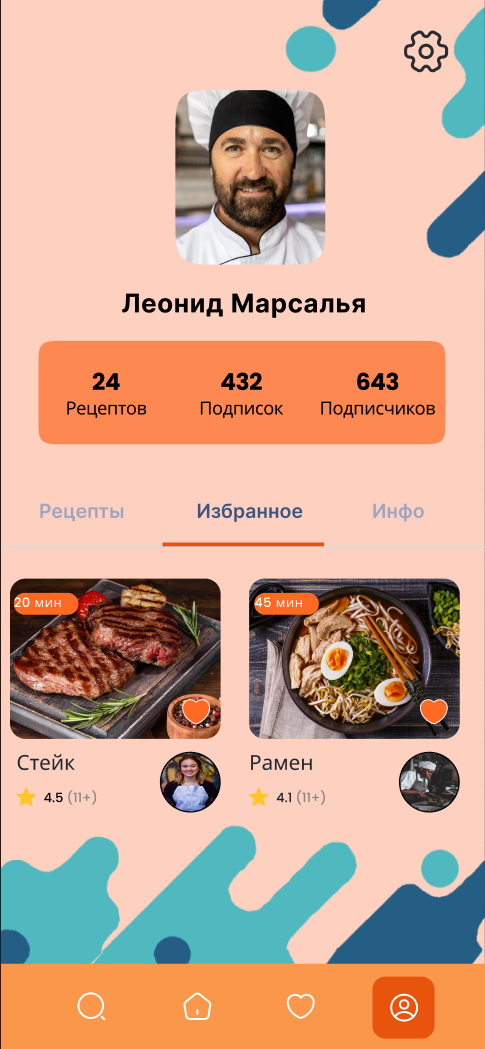 Леонид Марсалья
24 432 643
Рецептов Подписок Подписчиков
Рецепты Избранное Инфо
20 мин 45 мин
Стейк Рамен
4.5 (11+) 4.1 (11+)